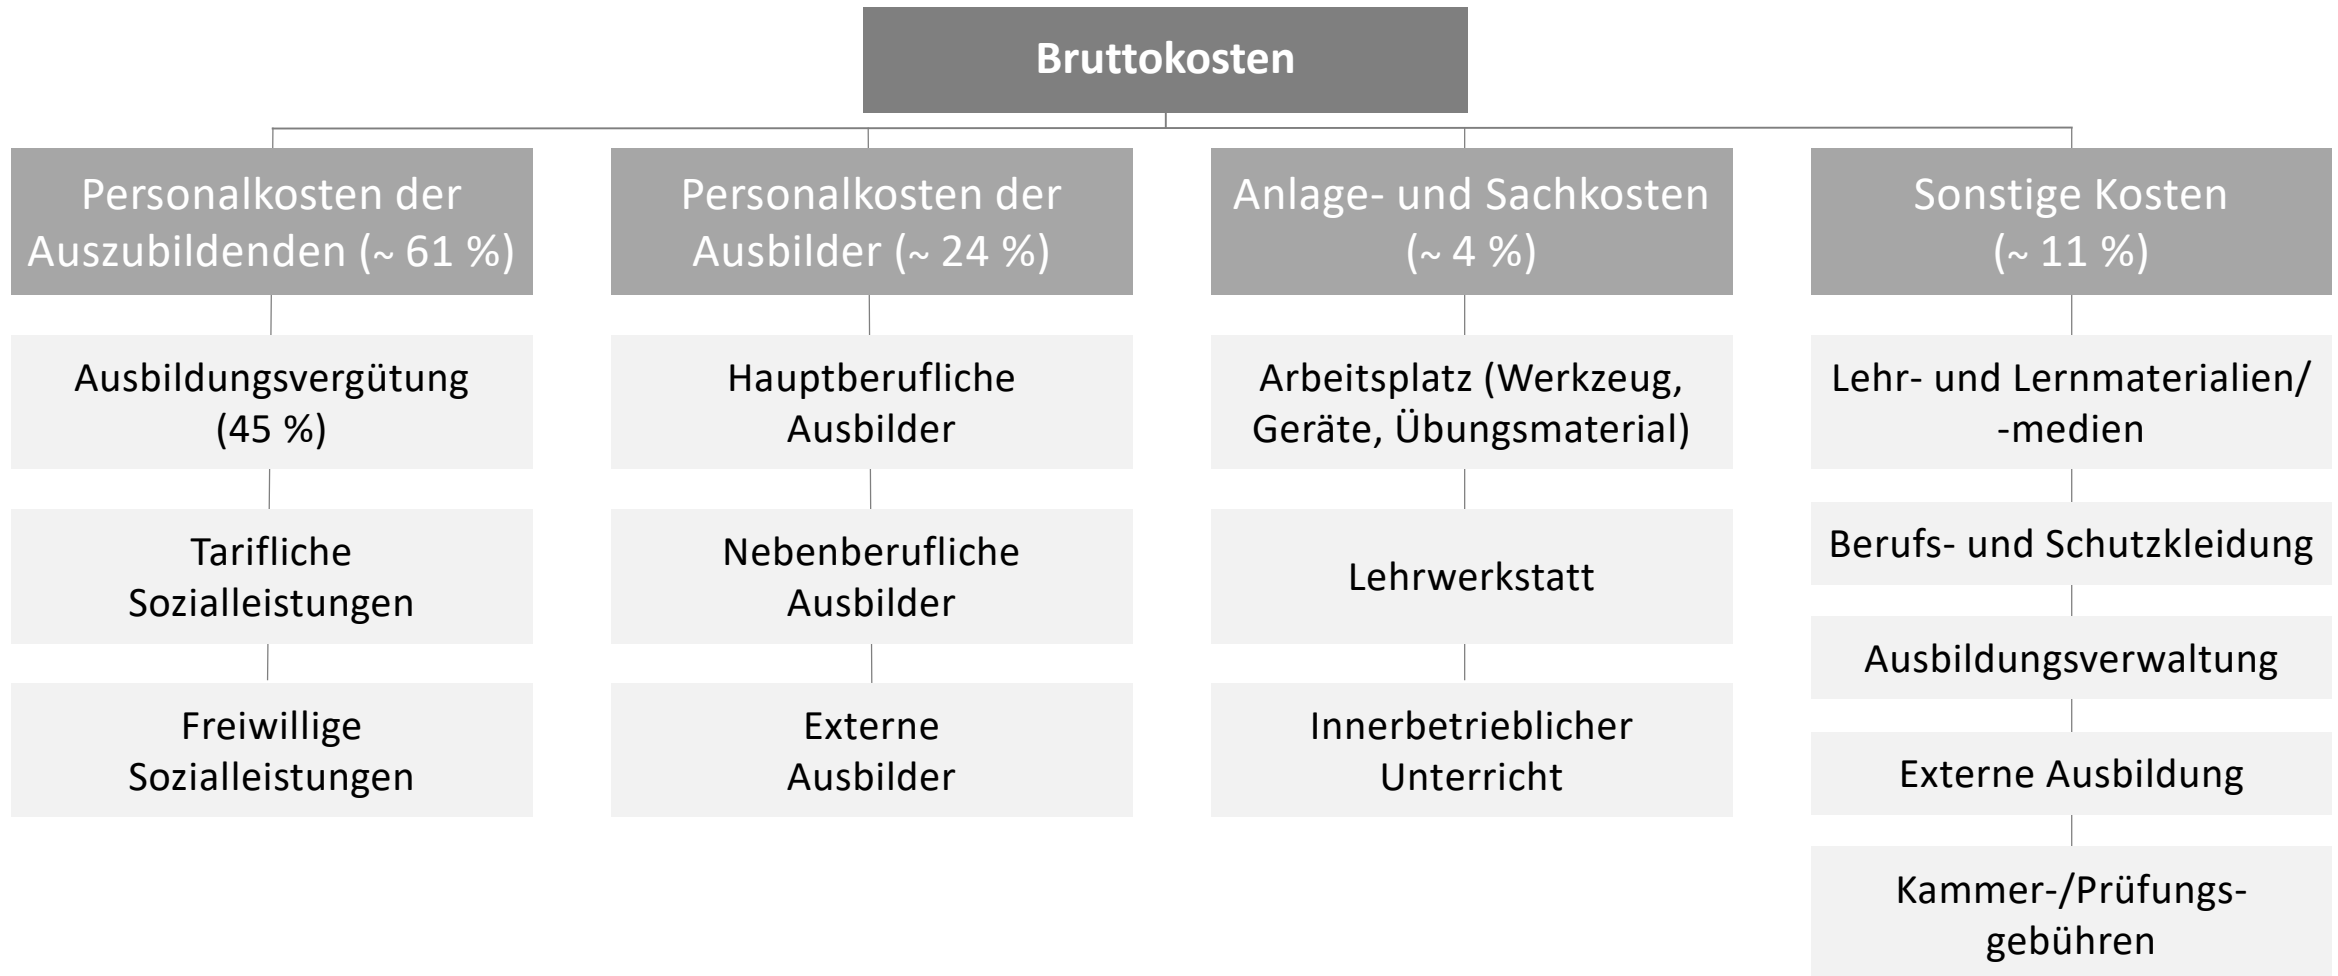 Bruttokosten
Personalkosten der
Auszubildenden (~ 61 %)
Ausbildungsvergütung
(45 %)
Tarifliche
Sozialleistungen
Freiwillige
Sozialleistungen
Personalkosten der
Ausbilder (~ 24 %)
Hauptberufliche
Ausbilder
Nebenberufliche
Ausbilder
Externe
Ausbilder
Anlage- und Sachkosten
(~ 4 %)
Arbeitsplatz (Werkzeug,
Geräte, Übungsmaterial)
Lehrwerkstatt
Innerbetrieblicher
Unterricht
Sonstige Kosten
(~ 11 %)
Lehr- und Lernmaterialien/
-medien
Berufs- und Schutzkleidung
Ausbildungsverwaltung
Externe Ausbildung
Kammer-/Prüfungs-
gebühren